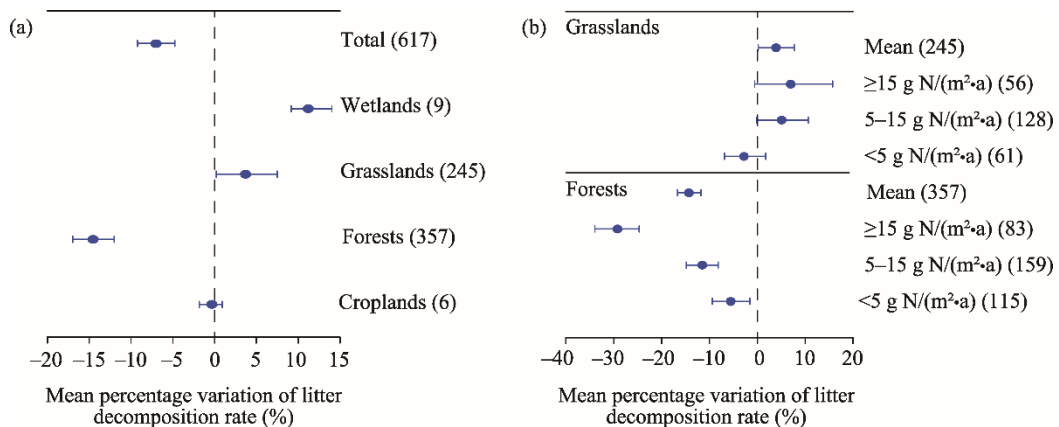 (a)
Total (617)
Wetlands (9)
Grasslands (245)
Forests (357)
Croplands (6)
−20 −15 −10 −5 0 5 10 15
Mean percentage variation of litter
decomposition rate (%)
(b)
Grasslands
Mean (245)
≥15 g N/(m²•a) (56)
5–15 g N/(m²•a) (128)
<5 g N/(m²•a) (61)
Forests
Mean (357)
≥15 g N/(m²•a) (83)
5–15 g N/(m²•a) (159)
<5 g N/(m²•a) (115)
−40 −30 −20 −10 0 10 20
Mean percentage variation of litter
decomposition rate (%)